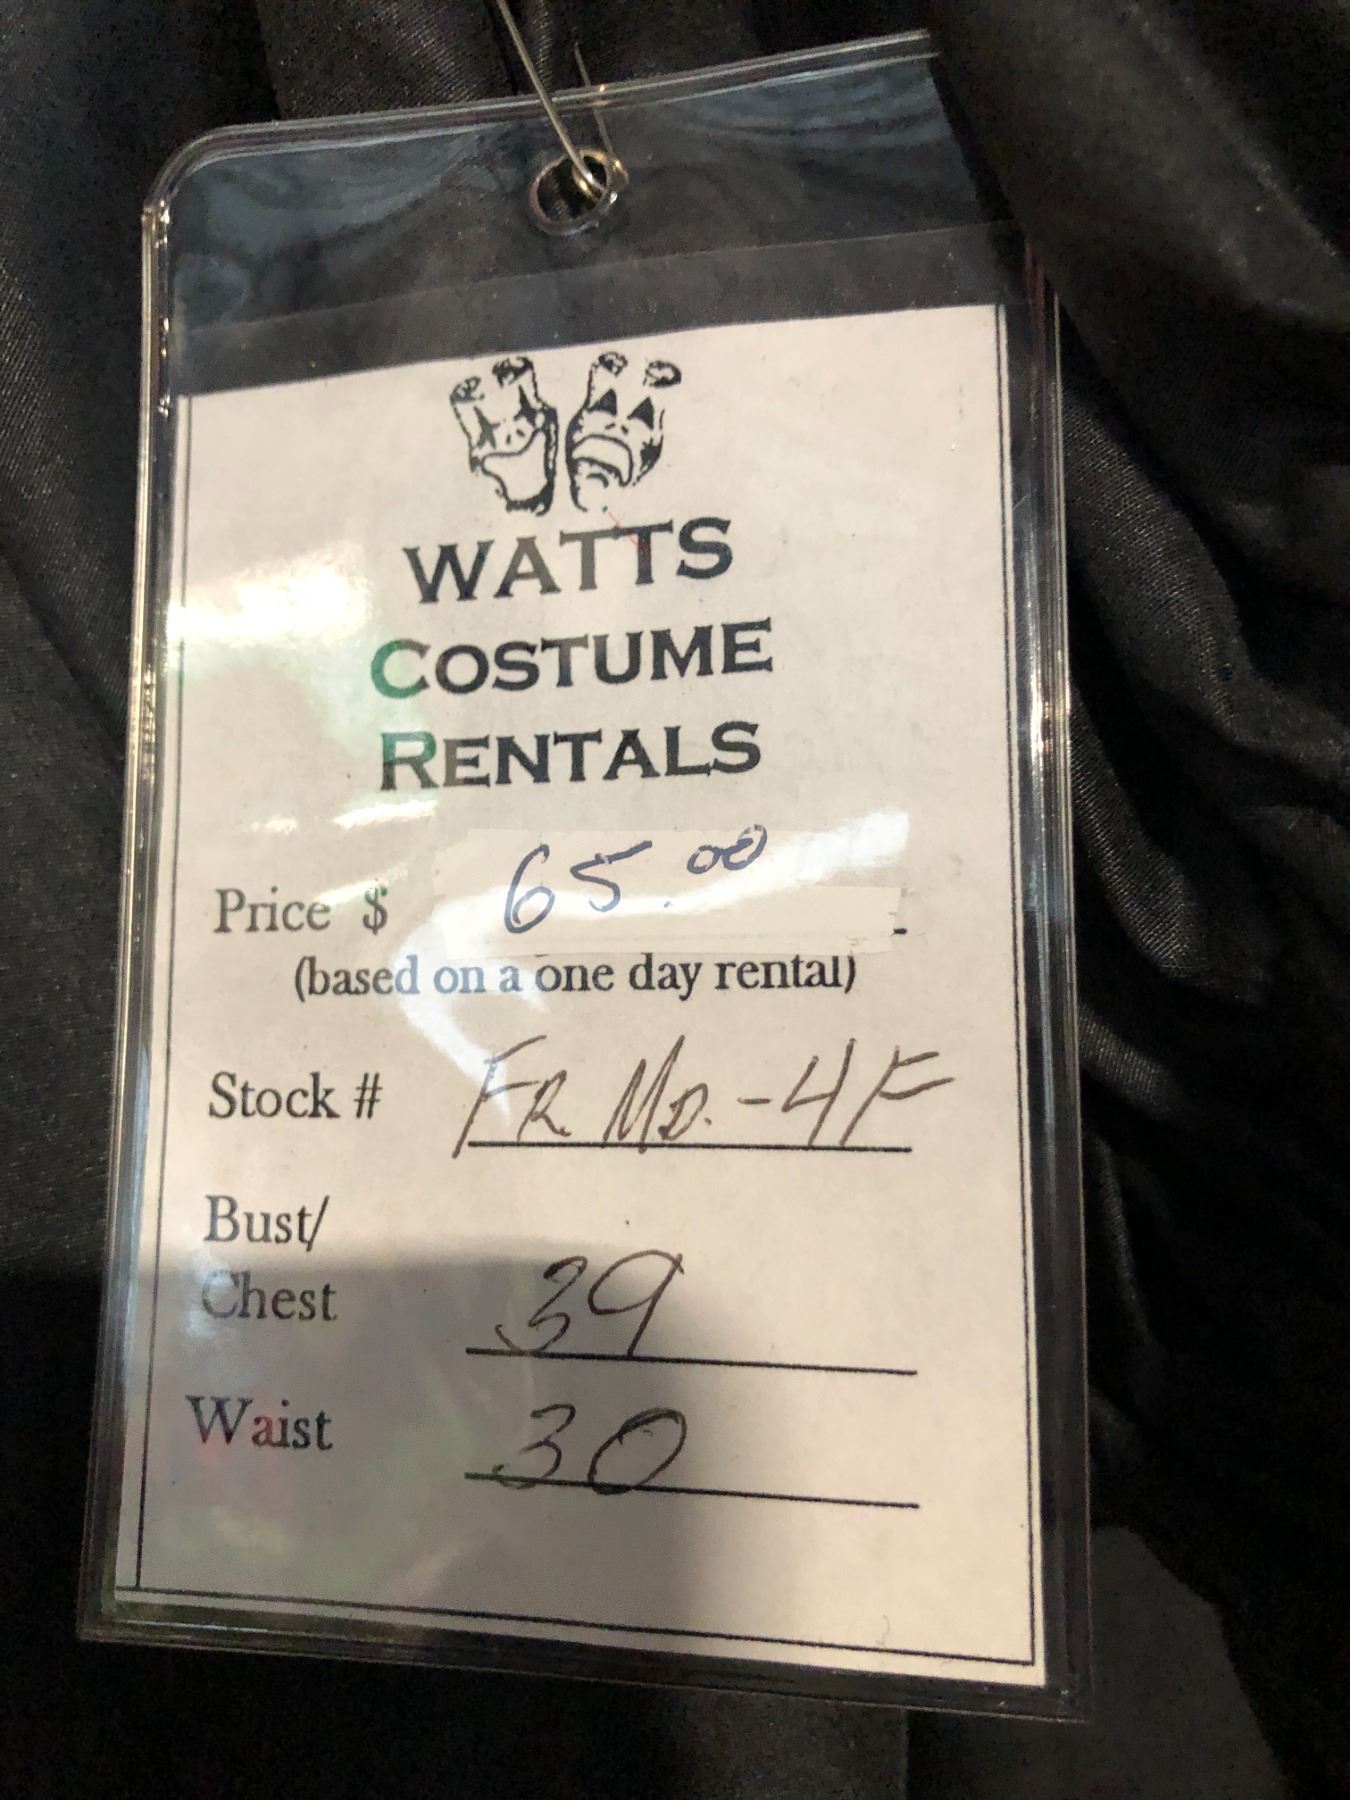 WATTS
COSTUME
RENTALS
Price $ 65.00
(based on a one day rental)
Stock # FR. MD. - 4F
Bust/
Chest 39
Waist 30